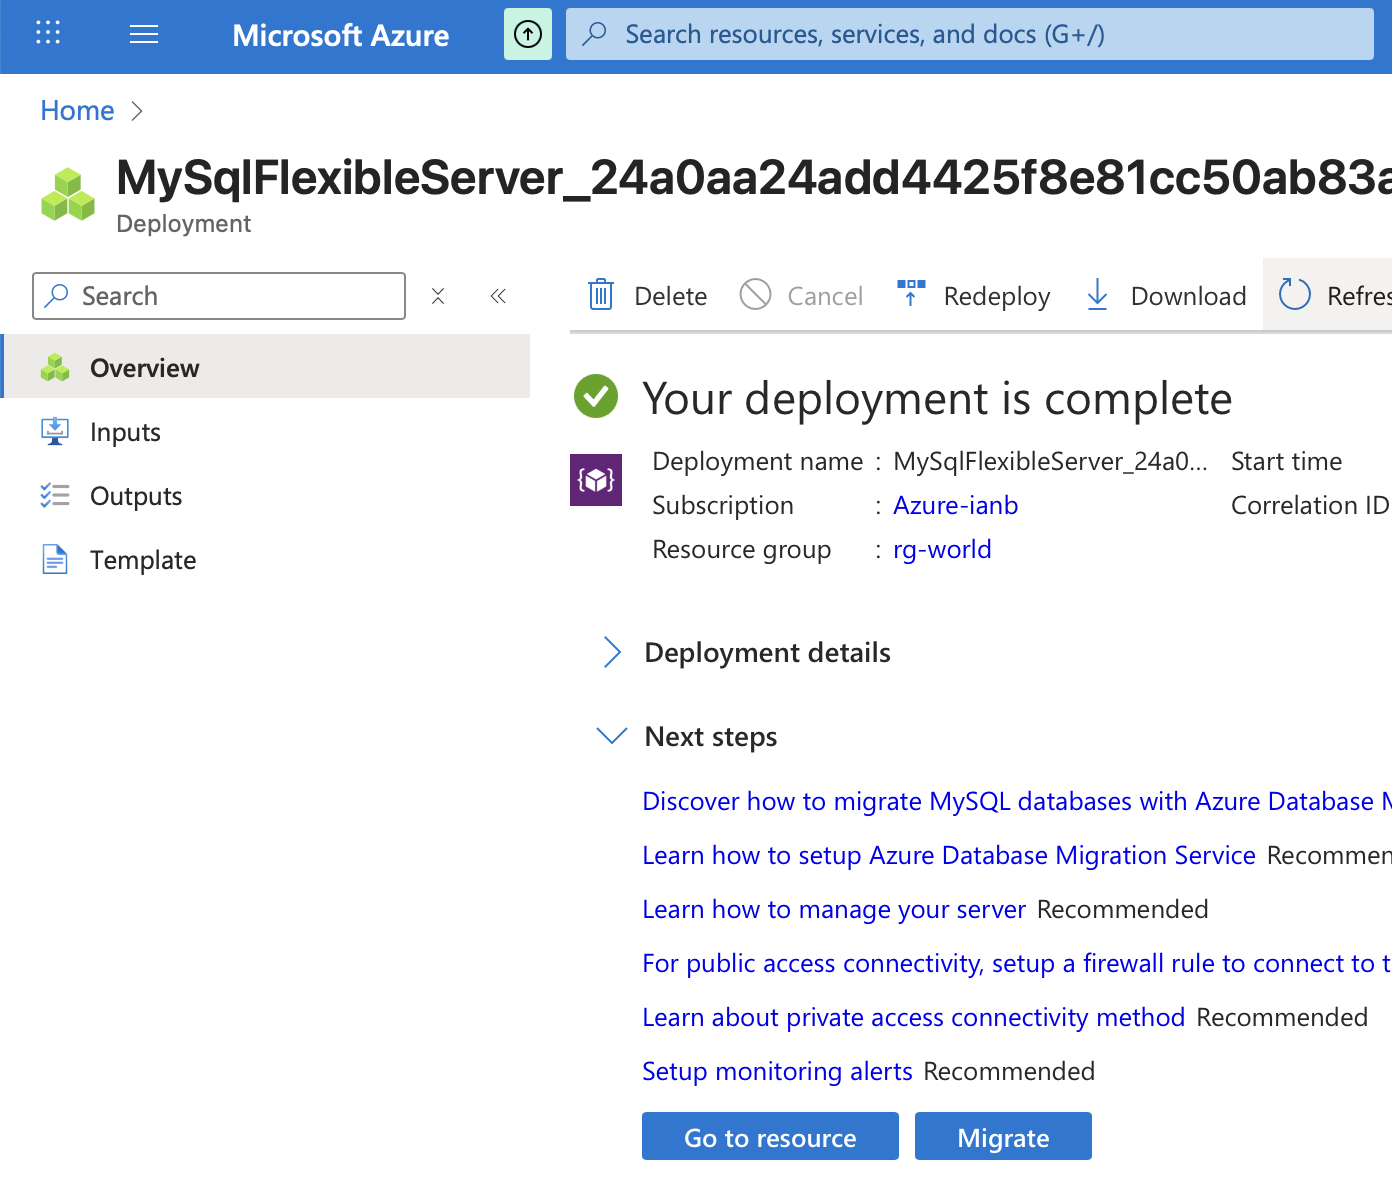 Microsoft Azure
Search resources, services, and docs (G+/)
Home
MySqlFlexibleServer_24a0aa24add4425f8e81cc50ab83a
Deployment
Search
Overview
Inputs
Outputs
Template
Delete
Cancel
Redeploy
Download
Refres
Your deployment is complete
Deployment name : MySqlFlexibleServer_24a0... Start time
Subscription : Azure-ianb Correlation ID
Resource group : rg-world
Deployment details
Next steps
Discover how to migrate MySQL databases with Azure Database M
Learn how to setup Azure Database Migration Service Recommen
Learn how to manage your server Recommended
For public access connectivity, setup a firewall rule to connect to t
Learn about private access connectivity method Recommended
Setup monitoring alerts Recommended
Go to resource
Migrate